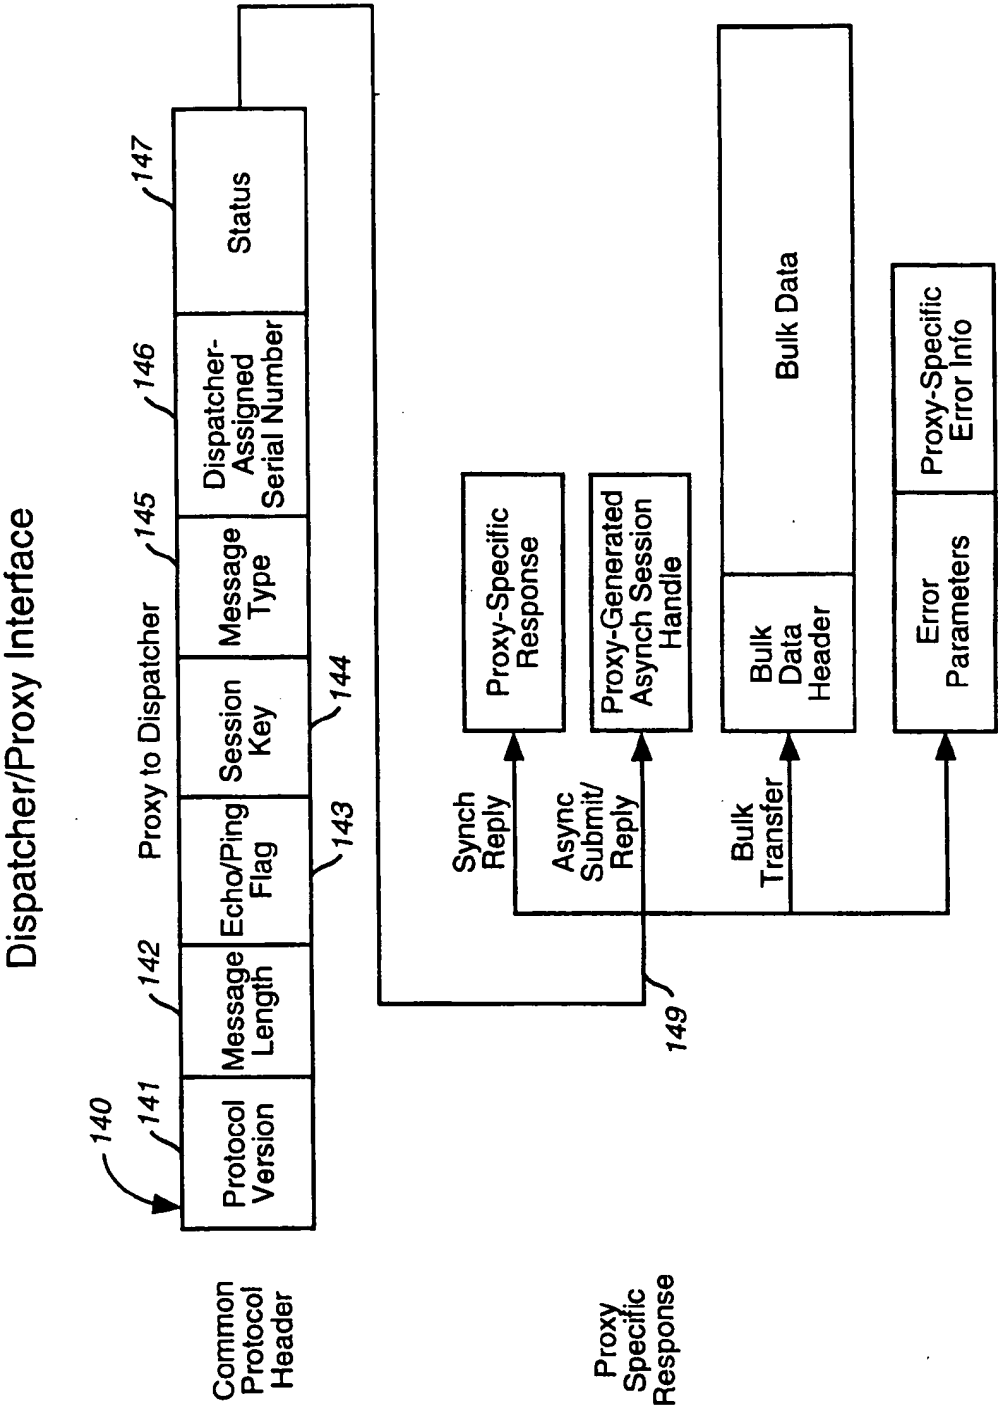 Dispatcher/Proxy Interface
Proxy to Dispatcher
140
141
142
145
146
147
Common
Protocol
Header
Protocol
Version
Message
Length
Echo/Ping
Flag
Session
Key
Message
Type
Dispatcher-
Assigned
Serial Number
Status
143
144
Proxy
Specific
Response
149
Synch
Reply
Proxy-Specific
Response
Async
Submit/
Reply
Proxy-Generated
Asynch Session
Handle
Bulk
Transfer
Bulk
Data
Header
Bulk Data
Error
Parameters
Proxy-Specific
Error Info